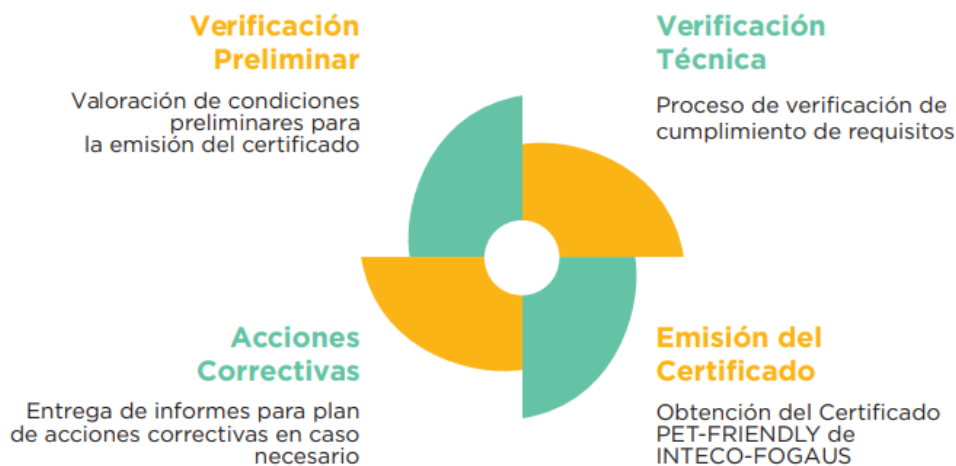 Verificación
Preliminar
Valoración de condiciones
preliminares para
la emisión del certificado
Verificación
Técnica
Proceso de verificación de
cumplimiento de requisitos
Acciones
Correctivas
Entrega de informes para plan
de acciones correctivas en caso
necesario
Emisión del
Certificado
Obtención del Certificado
PET-FRIENDLY de
INTECO-FOGAUS